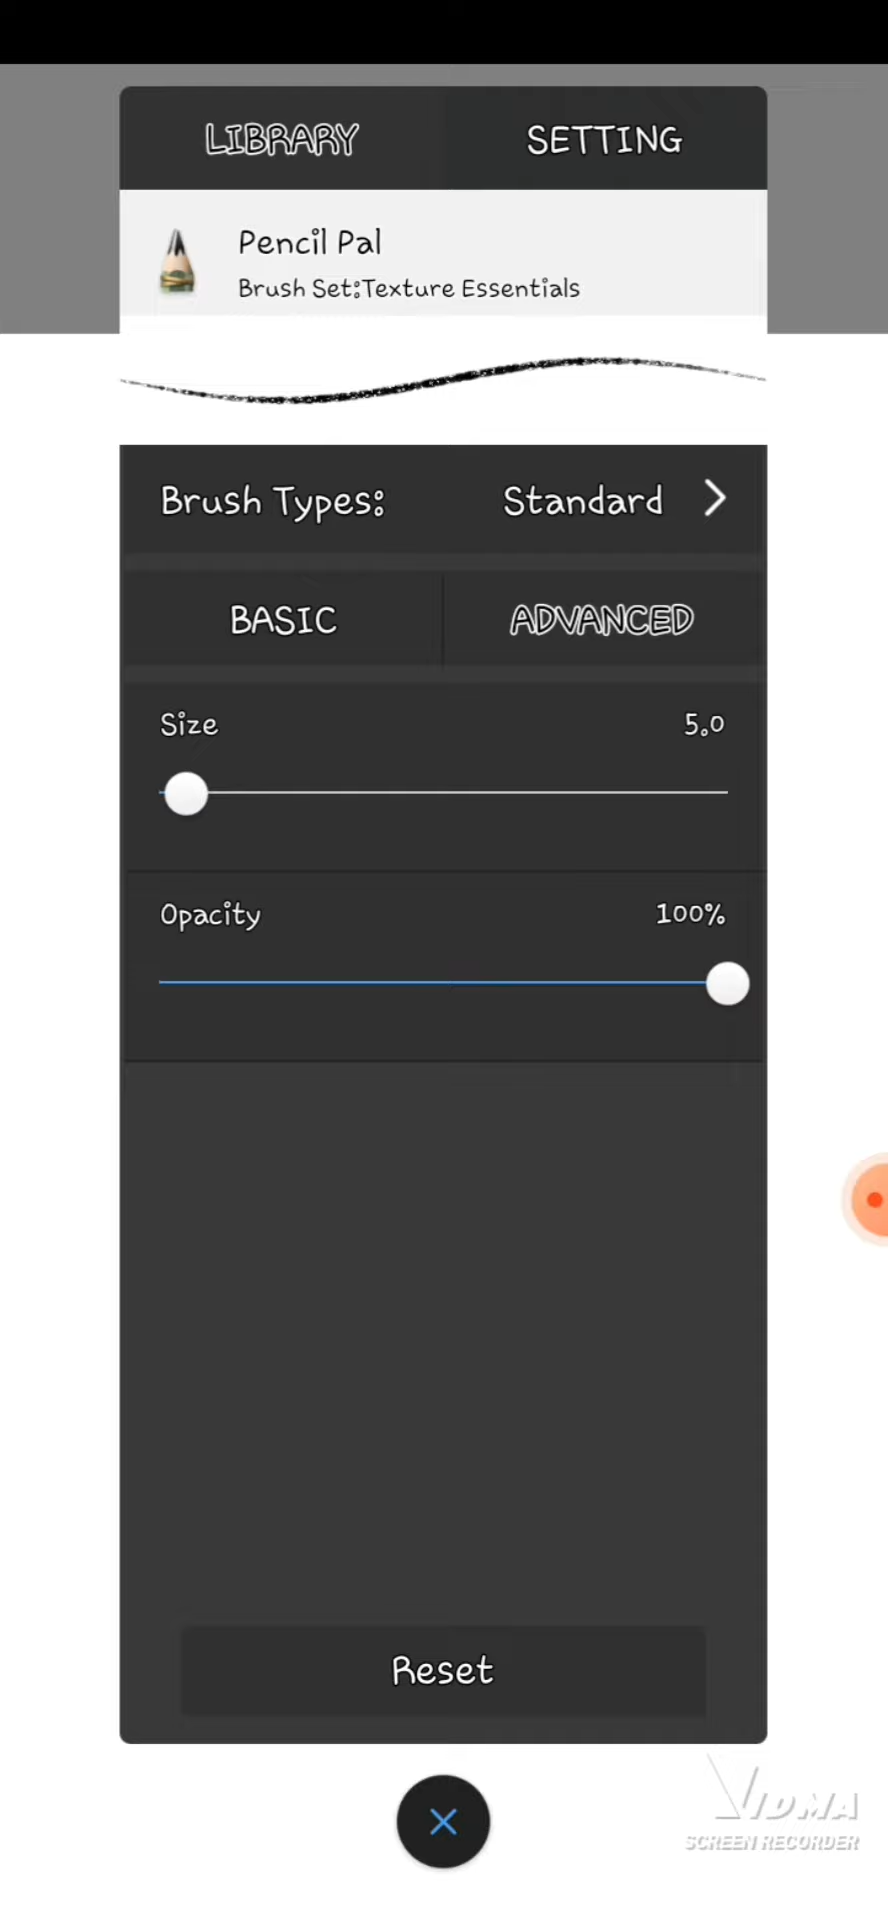 LIBRARY SETTING
Pencil Pal
Brush Set:Texture Essentials
Brush Types: Standard
BASIC ADVANCED
Size 5.0
Opacity 100%
Reset
VIDMA
SCREEN RECORDER